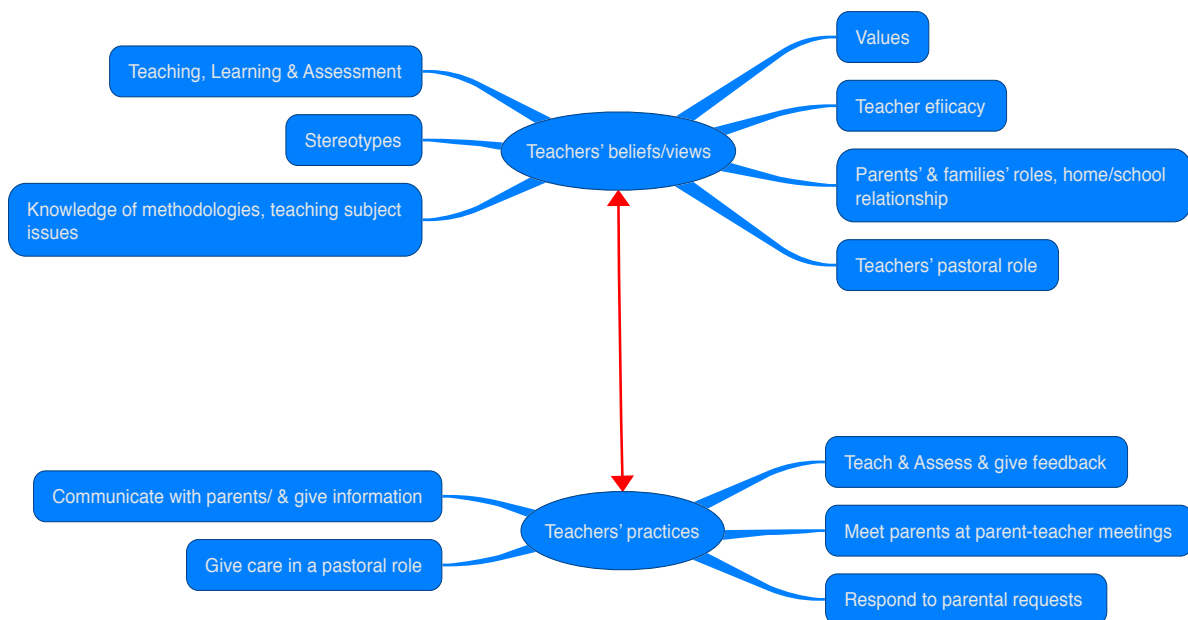 Teaching, Learning & Assessment
Stereotypes
Knowledge of methodologies, teaching subject
issues
Teachers’ beliefs/views
Values
Teacher efiicacy
Parents’ & families’ roles, home/school
relationship
Teachers’ pastoral role
Communicate with parents/ & give information
Give care in a pastoral role
Teachers’ practices
Teach & Assess & give feedback
Meet parents at parent-teacher meetings
Respond to parental requests